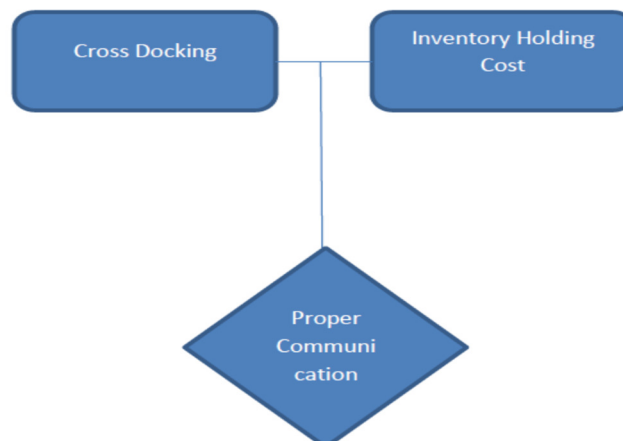 Cross Docking
Inventory Holding
Cost
Proper
Communi
cation